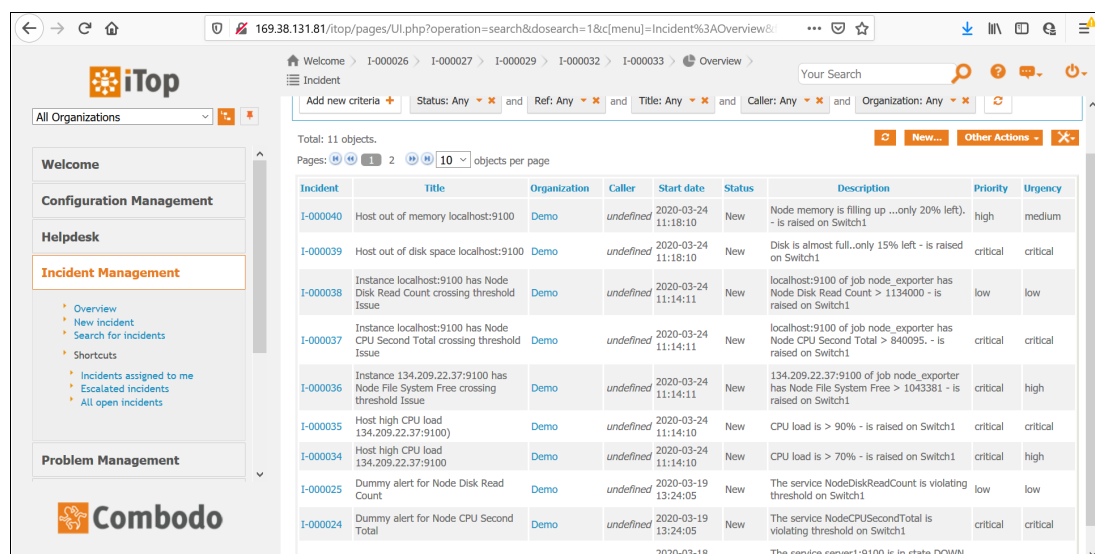 169.38.131.81/itop/pages/UI.php?operation=search&dosearch=1&c[menu]=Incident%3AOverview&
iTop
All Organizations
Welcome
Configuration Management
Helpdesk
Incident Management
Overview
New incident
Search for incidents
Shortcuts
Incidents assigned to me
Escalated incidents
All open incidents
Problem Management
Combodo
Welcome I-000026 I-000027 I-000029 I-000032 I-000033 Overview
Incident
Your Search
Add new criteria + Status: Any and Ref: Any and Title: Any and Caller: Any and Organization: Any
Total: 11 objects.
New... Other Actions
Pages: 1 2 10 objects per page
Incident Title Organization Caller Start date Status Description Priority Urgency
I-000040 Host out of memory localhost:9100 Demo undefined 2020-03-24 11:18:10 New Node memory is filling up ...only 20% left). - is raised on Switch1 high medium
I-000039 Host out of disk space localhost:9100 Demo undefined 2020-03-24 11:18:10 New Disk is almost full..only 15% left - is raised on Switch1 critical critical
I-000038 Instance localhost:9100 has Node Disk Read Count crossing threshold Issue Demo undefined 2020-03-24 11:14:11 New localhost:9100 of job node_exporter has Node Disk Read Count > 1134000 - is raised on Switch1 low low
I-000037 Instance localhost:9100 has Node CPU Second Total crossing threshold Issue Demo undefined 2020-03-24 11:14:11 New localhost:9100 of job node_exporter has Node CPU Second Total > 840095. - is raised on Switch1 critical critical
I-000036 Instance 134.209.22.37:9100 has Node File System Free crossing threshold Issue Demo undefined 2020-03-24 11:14:11 New 134.209.22.37:9100 of job node_exporter has Node File System Free > 1043381 - is raised on Switch1 critical high
I-000035 Host high CPU load 134.209.22.37:9100) Demo undefined 2020-03-24 11:14:10 New CPU load is > 90% - is raised on Switch1 critical critical
I-000034 Host high CPU load 134.209.22.37:9100 Demo undefined 2020-03-24 11:14:10 New CPU load is > 70% - is raised on Switch1 critical high
I-000025 Dummy alert for Node Disk Read Count Demo undefined 2020-03-19 13:24:05 New The service NodeDiskReadCount is violating threshold on Switch1 low low
I-000024 Dummy alert for Node CPU Second Total Demo undefined 2020-03-19 13:24:05 New The service NodeCPUSecondTotal is violating threshold on Switch1 critical critical
2020-03-18 The service server1:9100 is in state DOWN